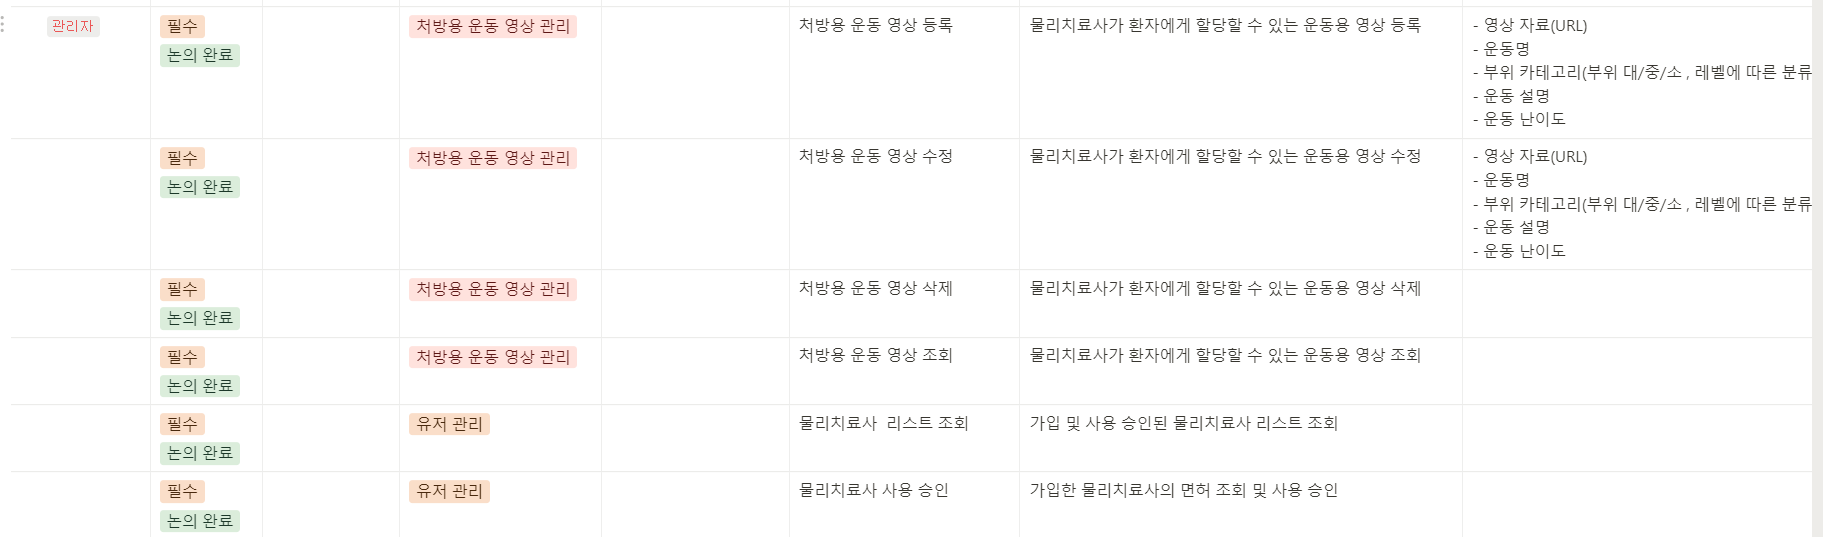 관리자
필수
논의 완료
처방용 운동 영상 관리
처방용 운동 영상 등록
물리치료사가 환자에게 할당할 수 있는 운동용 영상 등록
- 영상 자료(URL)
- 운동명
- 부위 카테고리(부위 대/중/소 , 레벨에 따른 분류
- 운동 설명
- 운동 난이도
필수
논의 완료
처방용 운동 영상 관리
처방용 운동 영상 수정
물리치료사가 환자에게 할당할 수 있는 운동용 영상 수정
- 영상 자료(URL)
- 운동명
- 부위 카테고리(부위 대/중/소 , 레벨에 따른 분류
- 운동 설명
- 운동 난이도
필수
논의 완료
처방용 운동 영상 관리
처방용 운동 영상 삭제
물리치료사가 환자에게 할당할 수 있는 운동용 영상 삭제
필수
논의 완료
처방용 운동 영상 관리
처방용 운동 영상 조회
물리치료사가 환자에게 할당할 수 있는 운동용 영상 조회
필수
논의 완료
유저 관리
물리치료사  리스트 조회
가입 및 사용 승인된 물리치료사 리스트 조회
필수
논의 완료
유저 관리
물리치료사 사용 승인
가입한 물리치료사의 면허 조회 및 사용 승인